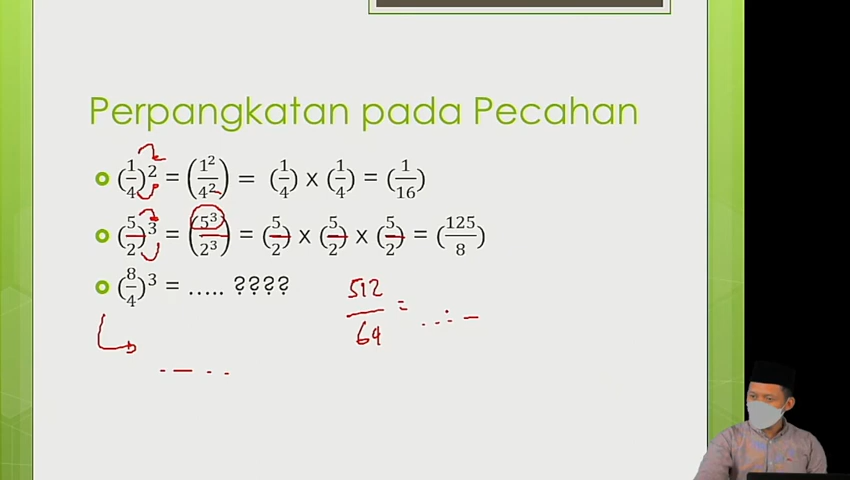 Perpangkatan pada Pecahan
(1/4)² = (1²/4²) = (1/4) x (1/4) = (1/16)
(5/2)³ = (5³/2³) = (5/2) x (5/2) x (5/2) = (125/8)
(8/4)³ = ….. ????
512/64 =